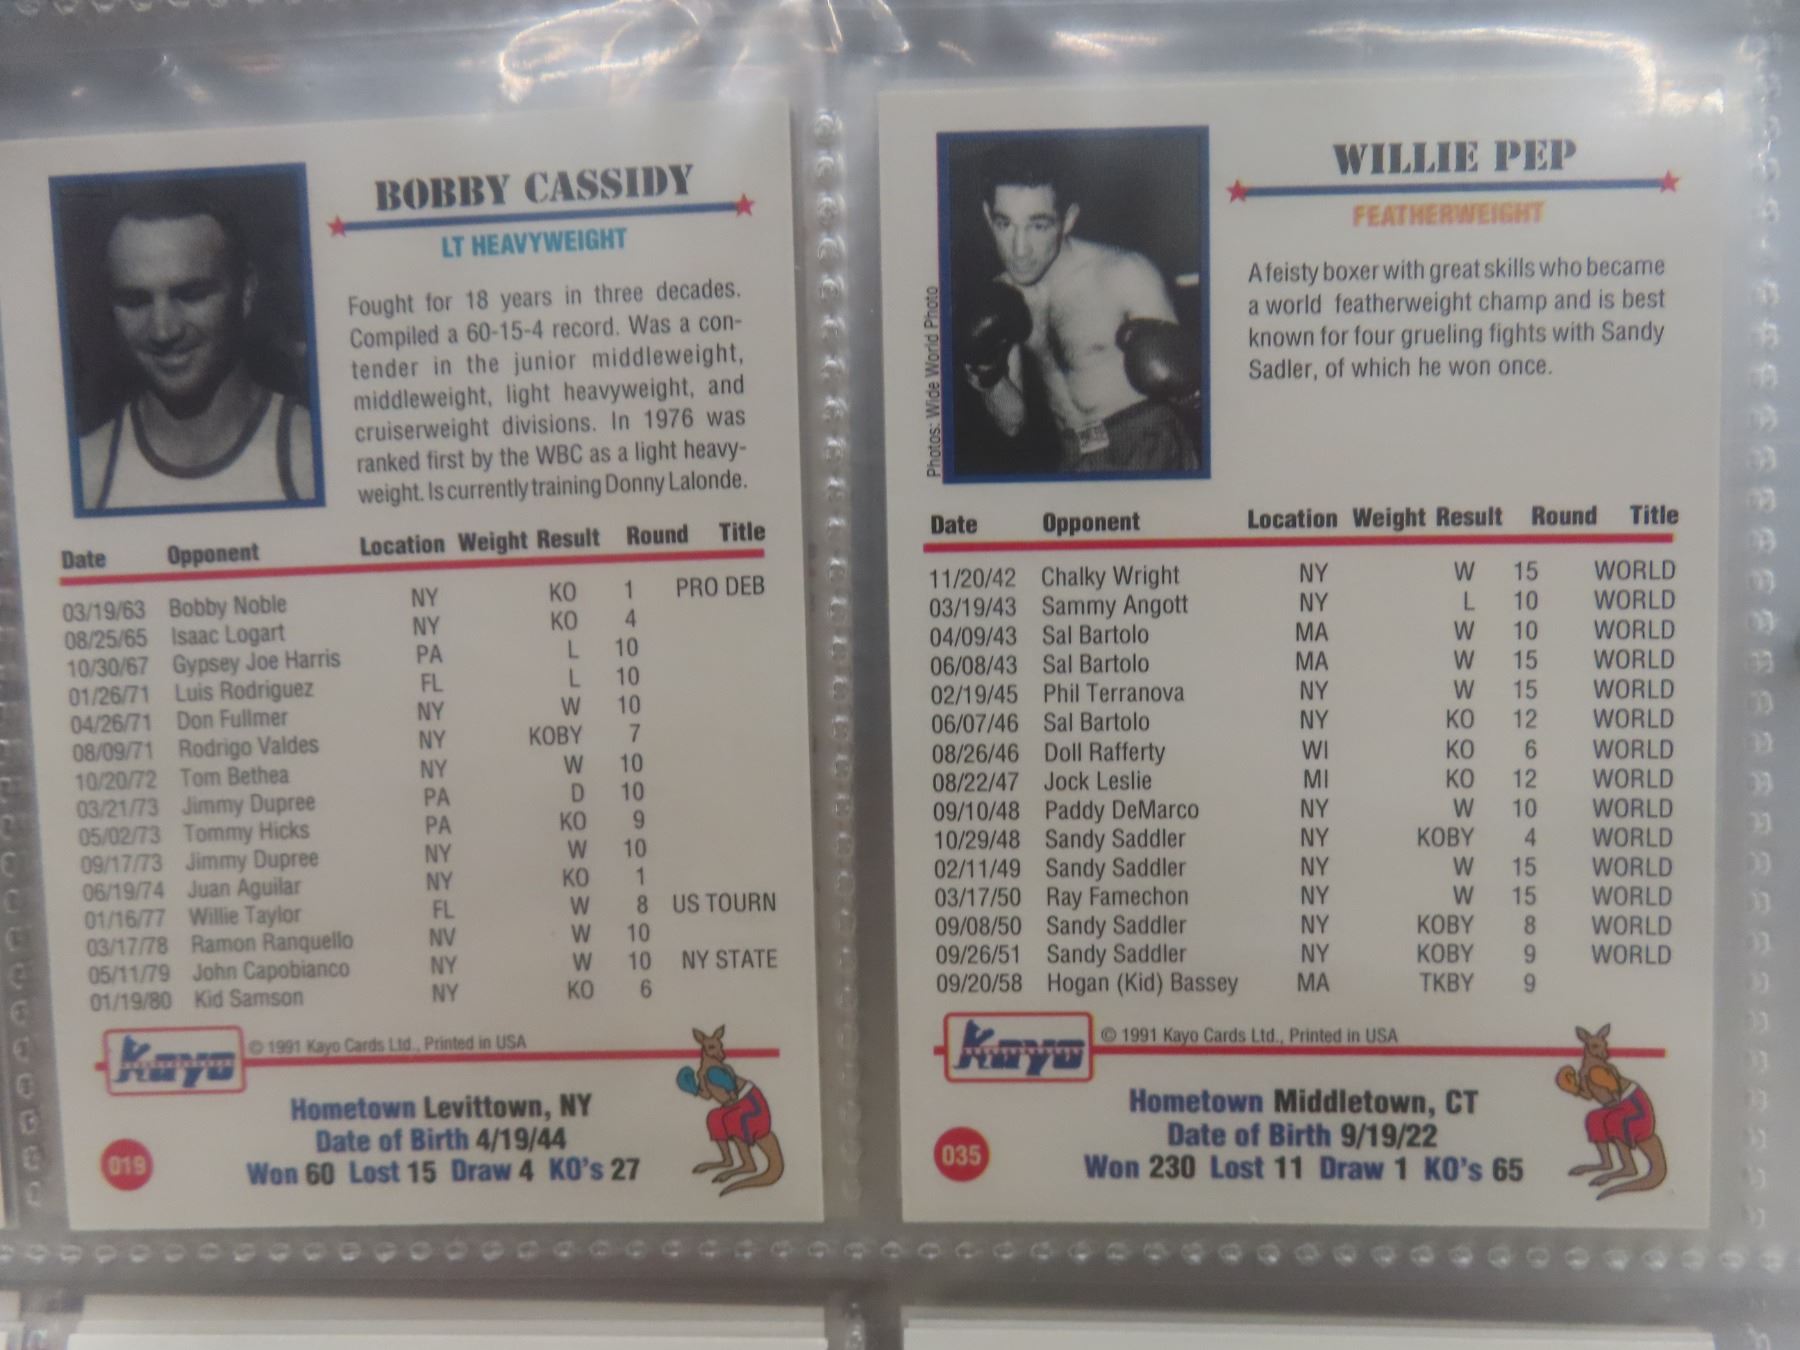 BOBBY CASSIDY
LT HEAVYWEIGHT
Fought for 18 years in three decades.
Compiled a 60-15-4 record. Was a con-
tender in the junior middleweight,
middleweight, light heavyweight, and
cruiserweight divisions. In 1976 was
ranked first by the WBC as a light heavy-
weight. Is currently training Donny Lalonde.
Date Opponent Location Weight Result Round Title
03/19/63 Bobby Noble NY KO 1 PRO DEB
08/25/65 Isaac Logart NY KO 4
10/30/67 Gypsey Joe Harris PA L 10
01/26/71 Luis Rodriguez FL L 10
04/26/71 Don Fullmer NY W 10
08/09/71 Rodrigo Valdes NY KOBY 7
10/20/72 Tom Bethea NY W 10
03/21/73 Jimmy Dupree PA D 10
05/02/73 Tommy Hicks PA KO 9
09/17/73 Jimmy Dupree NY W 10
06/19/74 Juan Aguilar NY KO 1
01/16/77 Willie Taylor FL W 8 US TOURN
03/17/78 Ramon Ranquello NV W 10
05/11/79 John Capobianco NY W 10 NY STATE
01/19/80 Kid Samson NY KO 6
Kayo © 1991 Kayo Cards Ltd., Printed in USA
Hometown Levittown, NY
Date of Birth 4/19/44
019 Won 60 Lost 15 Draw 4 KO's 27
WILLIE PEP
FEATHERWEIGHT
Photos: Wide World Photo
A feisty boxer with great skills who became
a world featherweight champ and is best
known for four grueling fights with Sandy
Sadler, of which he won once.
Date Opponent Location Weight Result Round Title
11/20/42 Chalky Wright NY W 15 WORLD
03/19/43 Sammy Angott NY L 10 WORLD
04/09/43 Sal Bartolo MA W 10 WORLD
06/08/43 Sal Bartolo MA W 15 WORLD
02/19/45 Phil Terranova NY W 15 WORLD
06/07/46 Sal Bartolo NY KO 12 WORLD
08/26/46 Doll Rafferty WI KO 6 WORLD
08/22/47 Jock Leslie MI KO 12 WORLD
09/10/48 Paddy DeMarco NY W 10 WORLD
10/29/48 Sandy Saddler NY KOBY 4 WORLD
02/11/49 Sandy Saddler NY W 15 WORLD
03/17/50 Ray Famechon NY W 15 WORLD
09/08/50 Sandy Saddler NY KOBY 8 WORLD
09/26/51 Sandy Saddler NY KOBY 9 WORLD
09/20/58 Hogan (Kid) Bassey MA TKBY 9
Kayo © 1991 Kayo Cards Ltd., Printed in USA
Hometown Middletown, CT
Date of Birth 9/19/22
035 Won 230 Lost 11 Draw 1 KO's 65